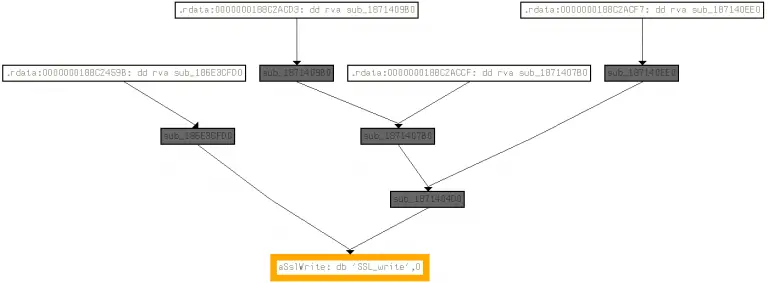 .rdata:0000000188C2ACD3: dd rva sub_1871409B0
.rdata:0000000188C2ACF7: dd rva sub_187140EE0
.rdata:0000000188C2459B: dd rva sub_186E3CFD0
sub_1871409B0
.rdata:0000000188C2ACCF: dd rva sub_1871407B0
sub_187140EE0
sub_186E3CFD0
sub_1871407B0
sub_1871404D0
aSslWrite: db 'SSL_write',0